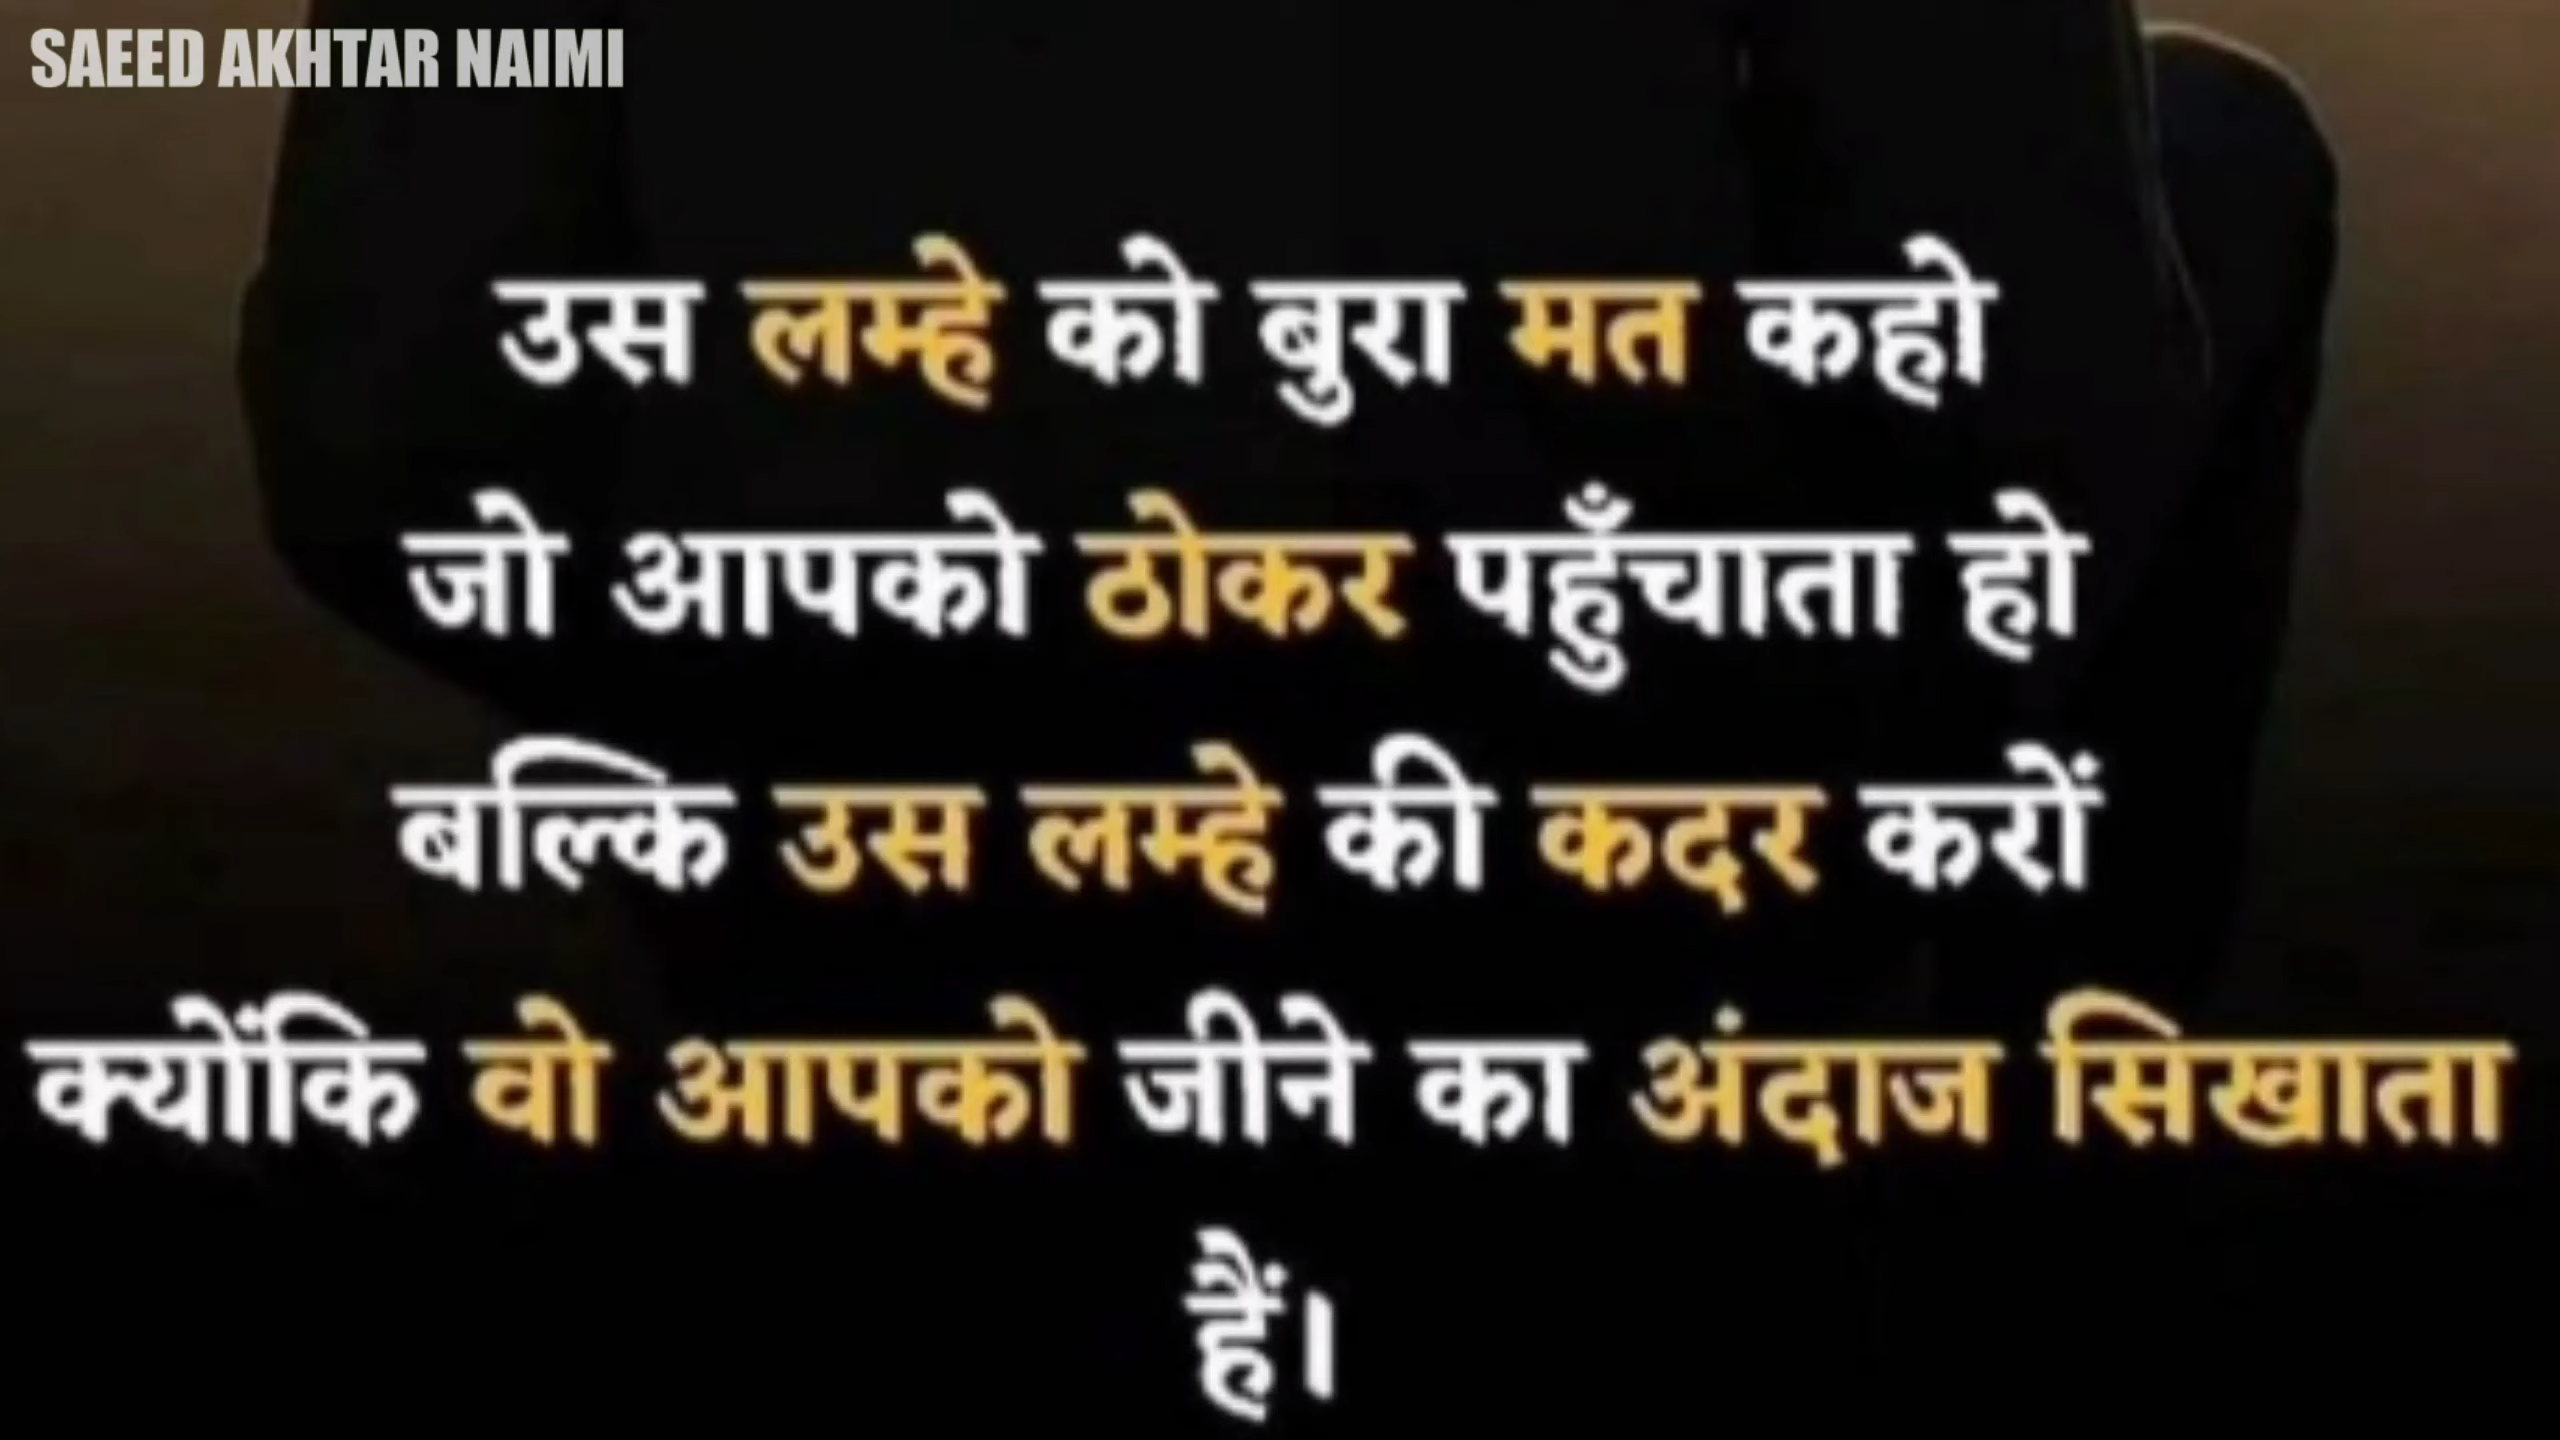 SAEED AKHTAR NAIMI
उस लम्हे को बुरा मत कहो
जो आपको ठोकर पहुँचाता हो
बल्कि उस लम्हे की कदर करों
क्योंकि वो आपको जीने का अंदाज सिखाता
हैं।